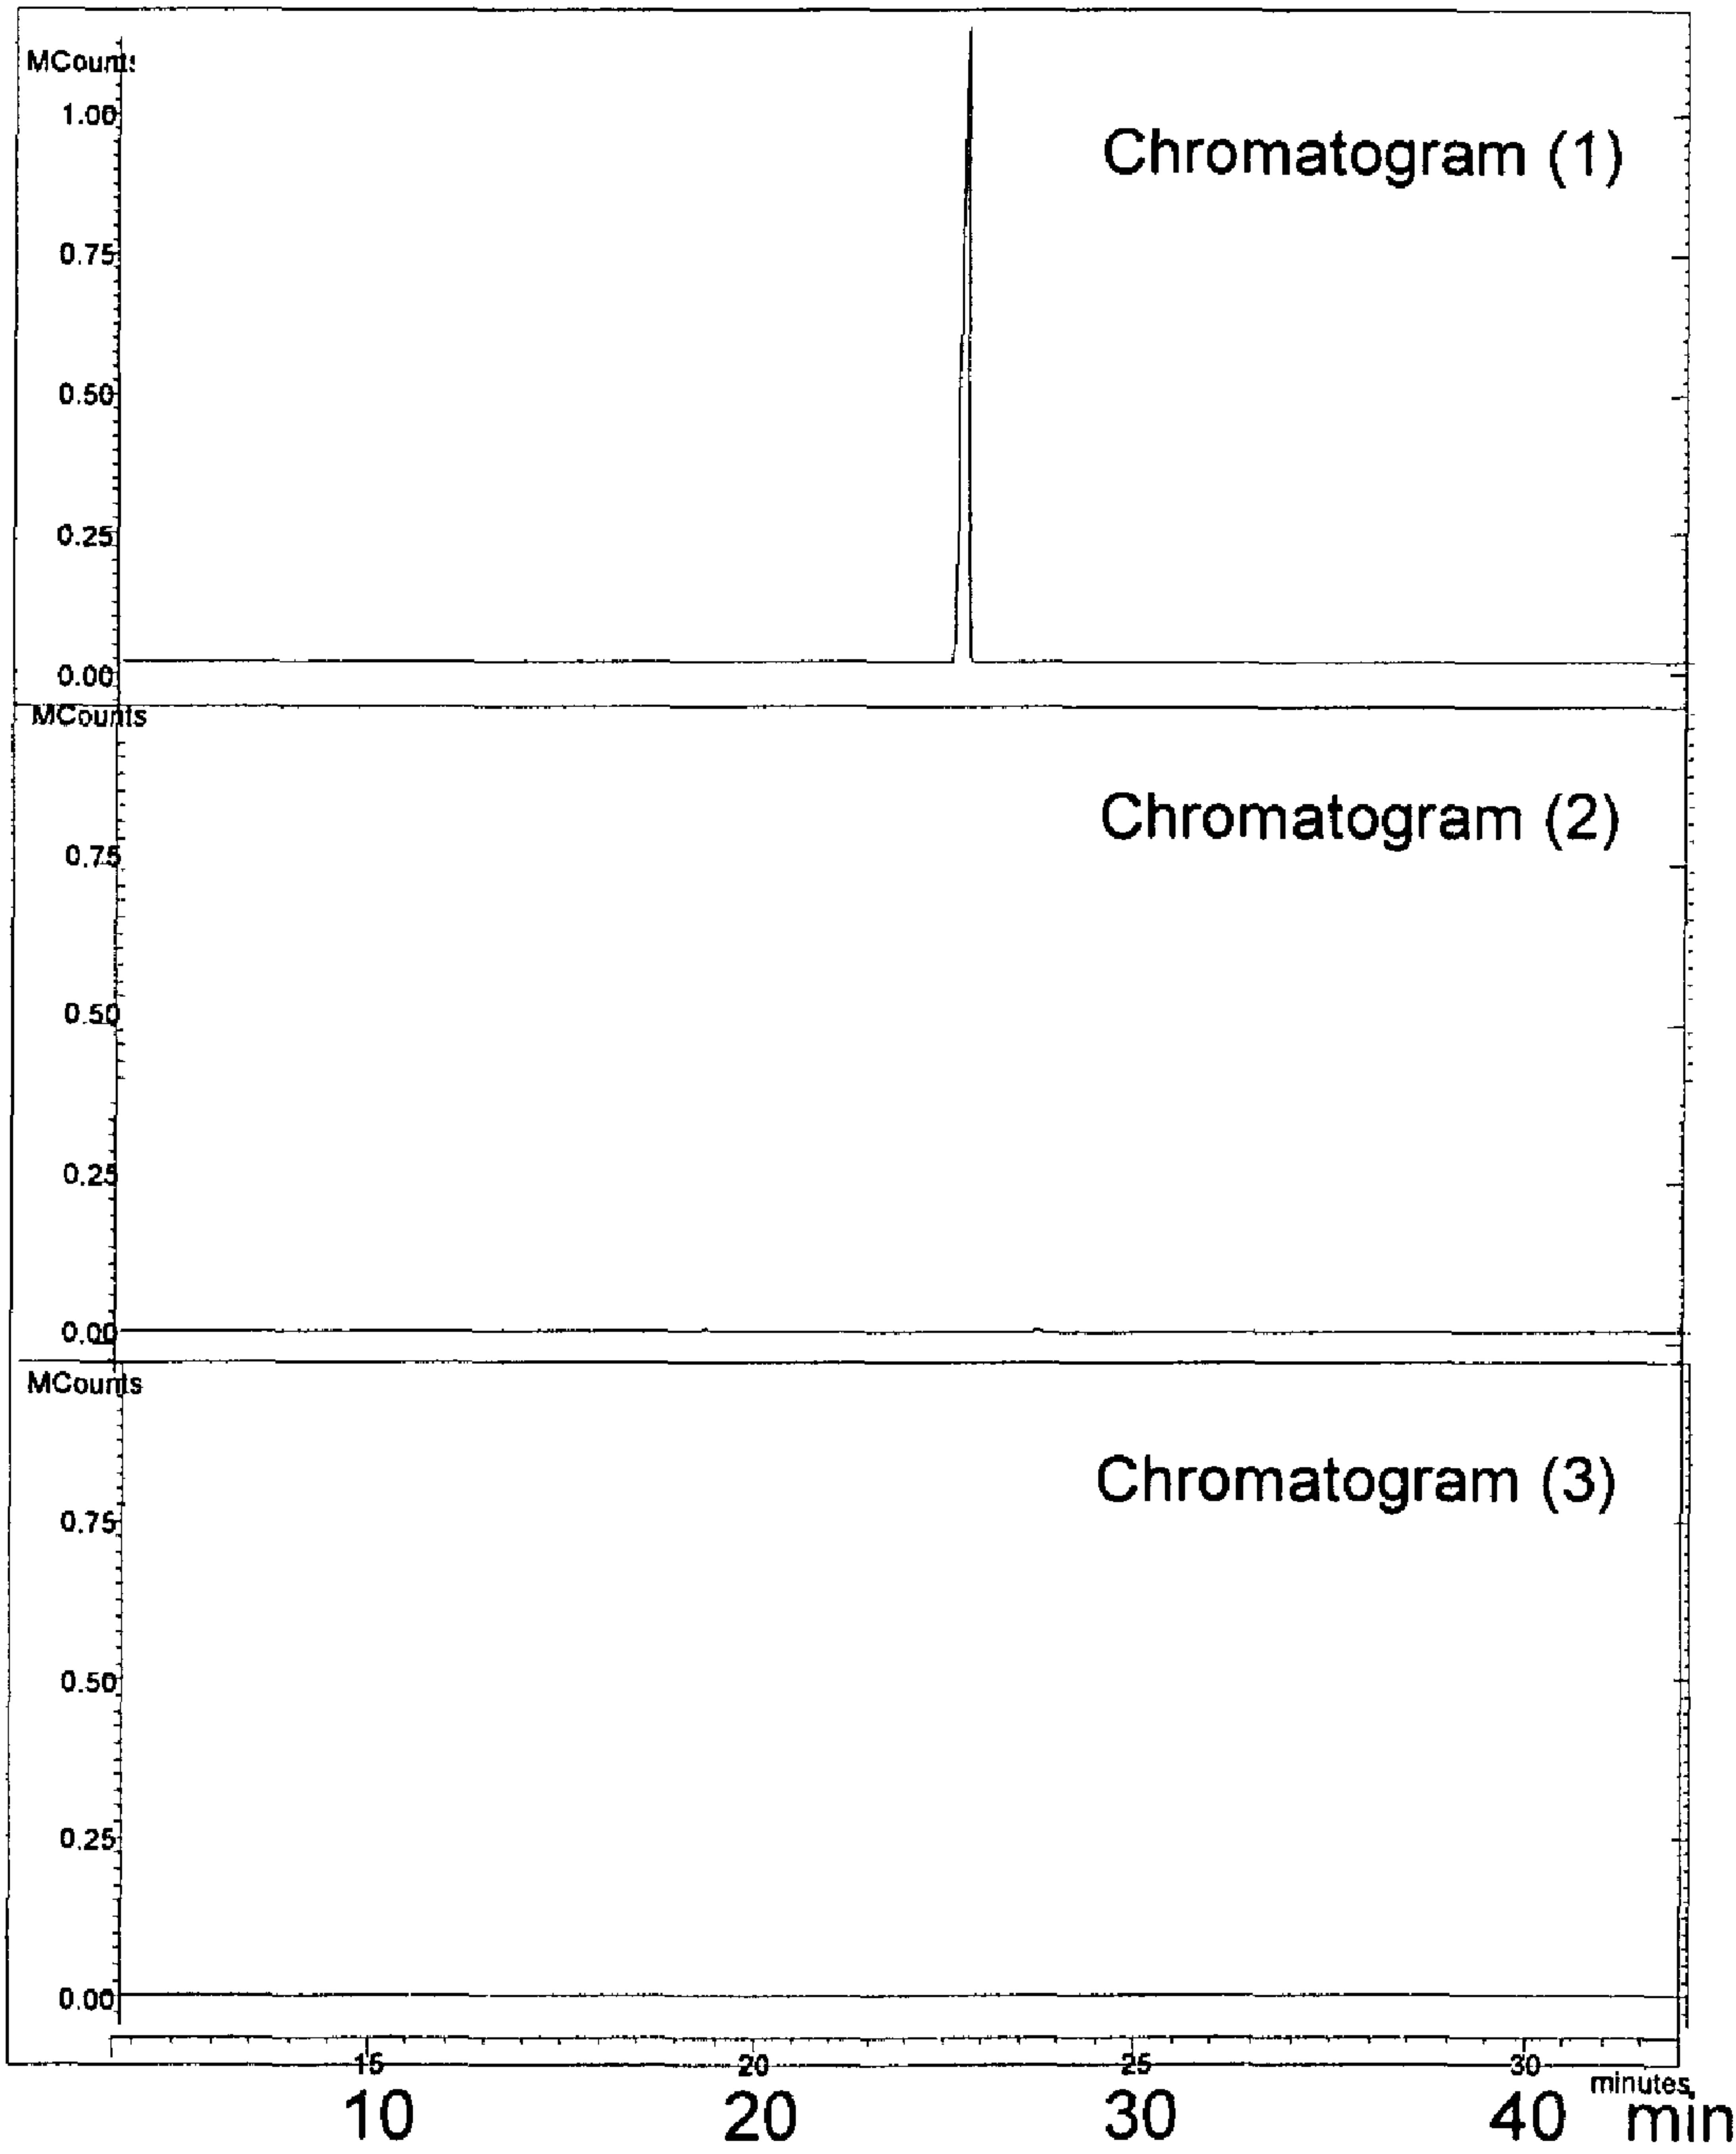 MCounts
1.00
Chromatogram (1)
0.75
0.50
0.25
0.00
MCounts
Chromatogram (2)
0.75
0.50
0.25
0.00
MCounts
Chromatogram (3)
0.75
0.50
0.25
0.00
15 20 25 30
minutes
10 20 30 40 min